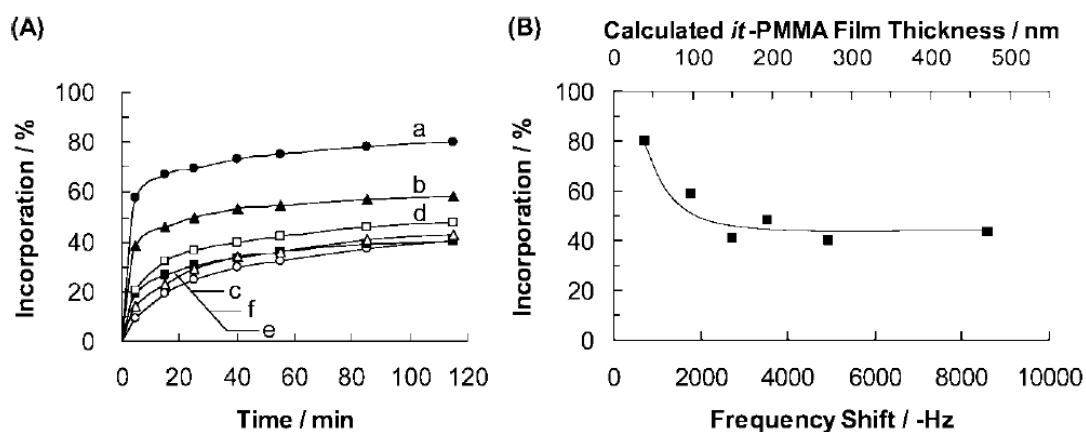 (A)
100
80
60
40
20
0
Incorporation / %
a
b
d
c
f
e
0 20 40 60 80 100 120
Time / min
(B)
Calculated it-PMMA Film Thickness / nm
0 100 200 300 400 500
100
80
60
40
20
0
Incorporation / %
0 2000 4000 6000 8000 10000
Frequency Shift / -Hz